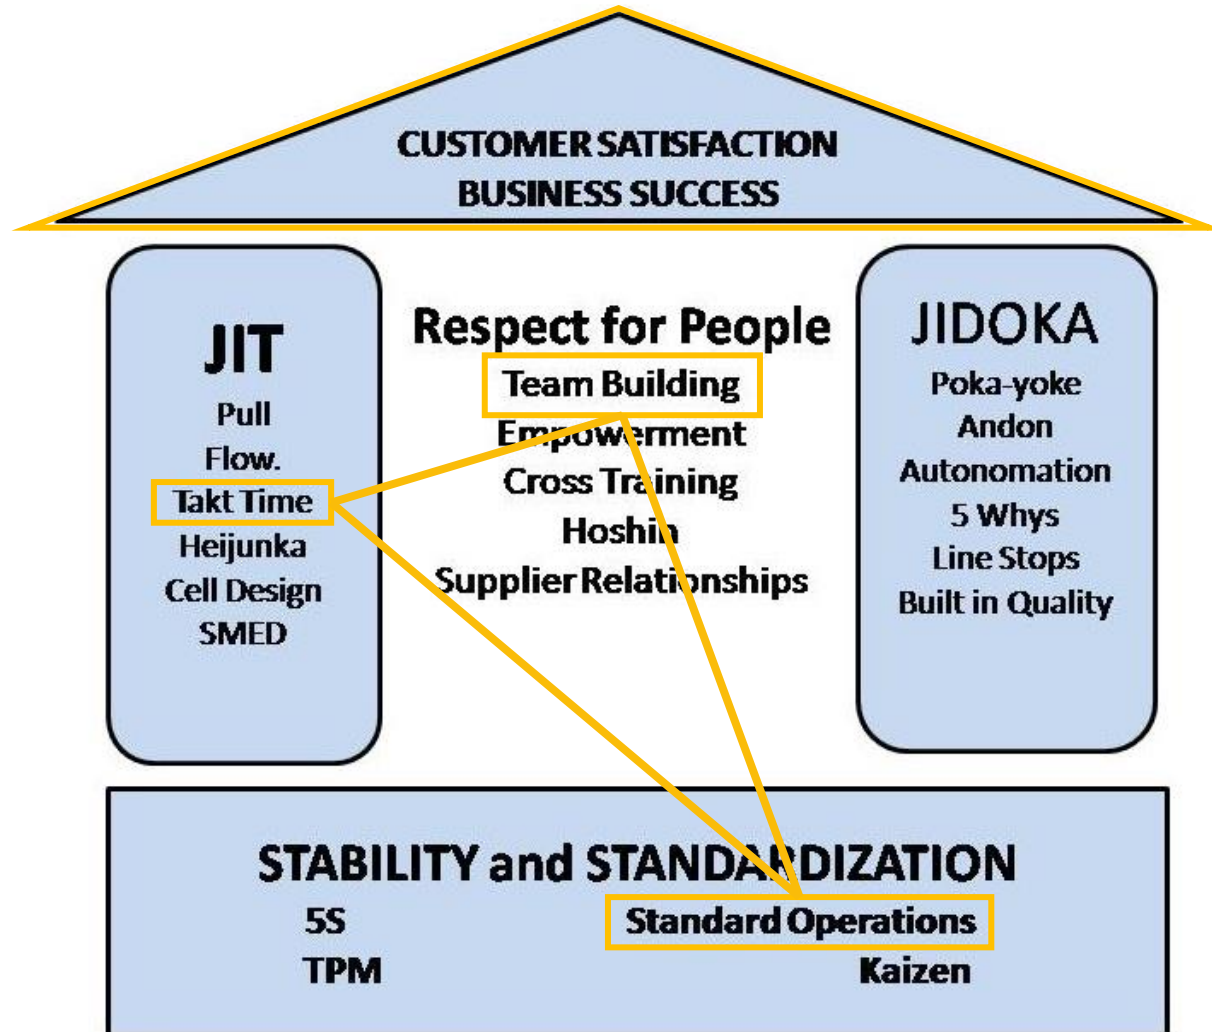 CUSTOMER SATISFACTION
BUSINESS SUCCESS
JIT
Pull
Flow.
Takt Time
Heijunka
Cell Design
SMED
Respect for People
Team Building
Empowerment
Cross Training
Hoshin
Supplier Relationships
JIDOKA
Poka-yoke
Andon
Autonomation
5 Whys
Line Stops
Built in Quality
STABILITY and STANDARDIZATION
5S Standard Operations
TPM Kaizen